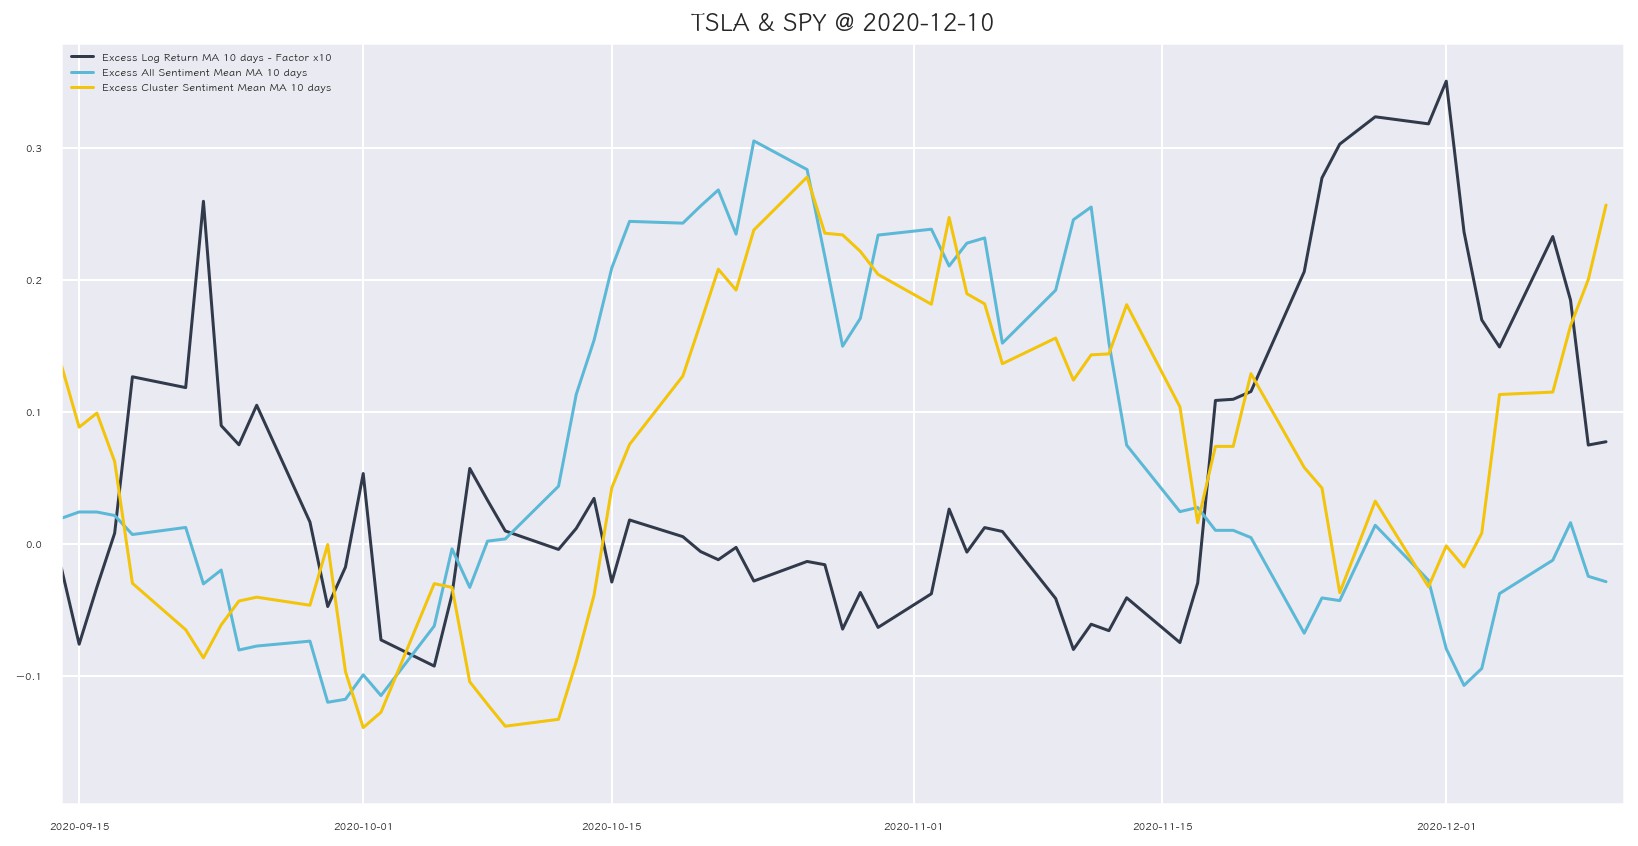 TSLA & SPY @ 2020-12-10
Excess Log Return MA 10 days - Factor x10
Excess All Sentiment Mean MA 10 days
Excess Cluster Sentiment Mean MA 10 days
0.3
0.2
0.1
0.0
−0.1
2020-09-15 2020-10-01 2020-10-15 2020-11-01 2020-11-15 2020-12-01